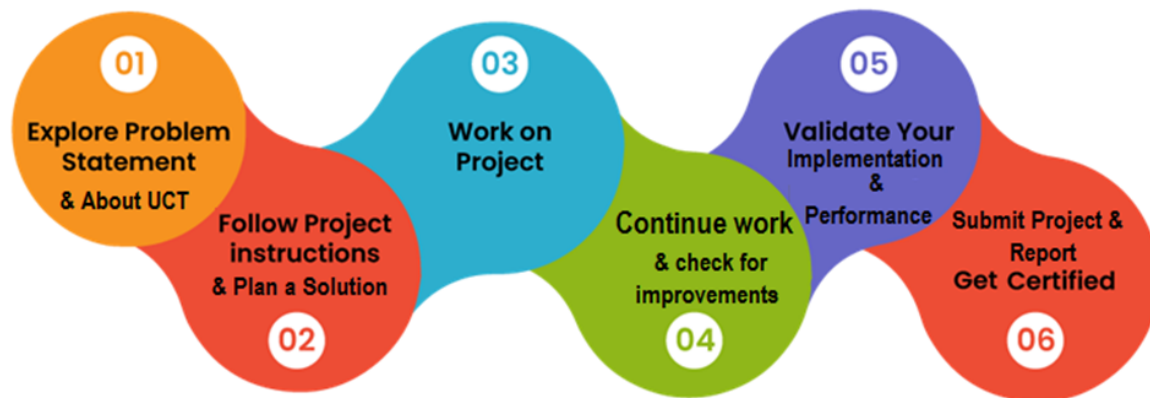 01
Explore Problem
Statement
& About UCT
Follow Project
instructions
& Plan a Solution
02
03
Work on
Project
Continue work
& check for
improvements
04
05
Validate Your
Implementation
&
Performance
Submit Project &
Report
Get Certified
06